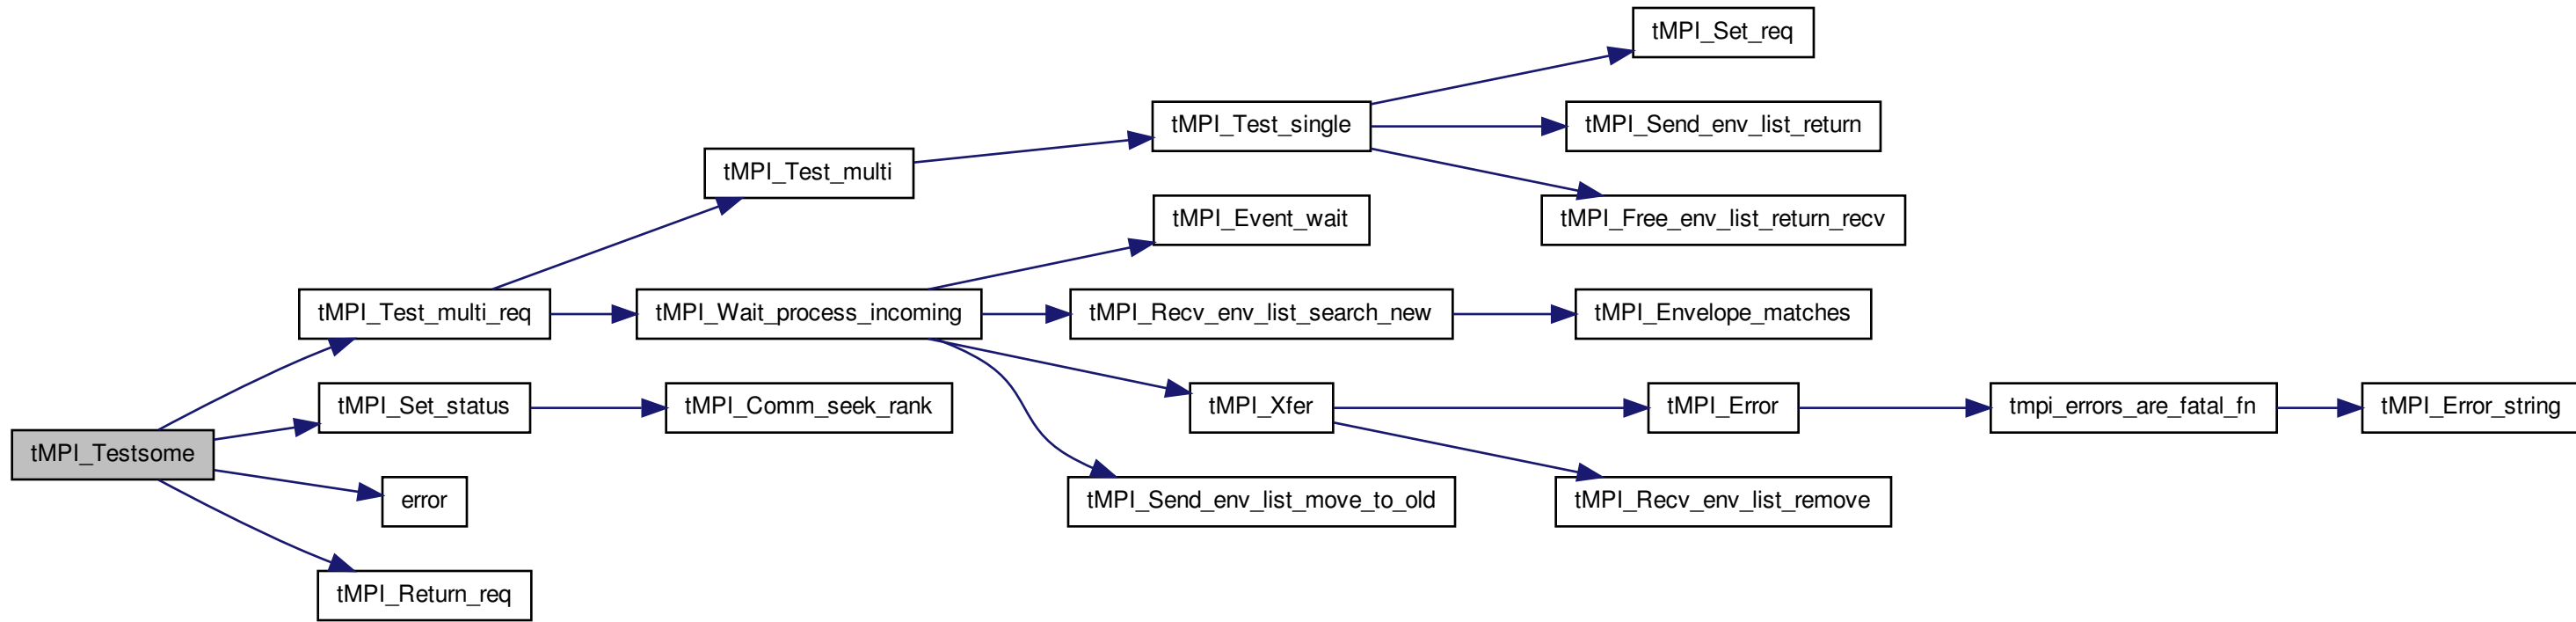 tMPI_Testsome
tMPI_Test_multi_req
tMPI_Set_status
error
tMPI_Return_req
tMPI_Test_multi
tMPI_Wait_process_incoming
tMPI_Comm_seek_rank
tMPI_Test_single
tMPI_Event_wait
tMPI_Recv_env_list_search_new
tMPI_Xfer
tMPI_Send_env_list_move_to_old
tMPI_Set_req
tMPI_Send_env_list_return
tMPI_Free_env_list_return_recv
tMPI_Envelope_matches
tMPI_Error
tMPI_Recv_env_list_remove
tmpi_errors_are_fatal_fn
tMPI_Error_string